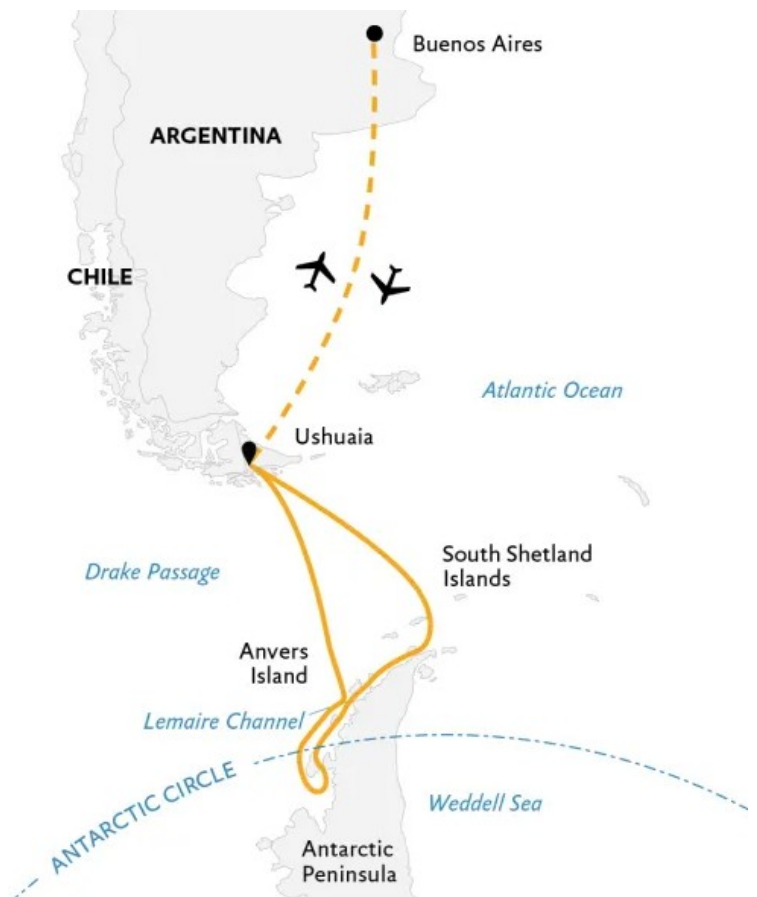 Buenos Aires
ARGENTINA
CHILE
Atlantic Ocean
Ushuaia
South Shetland
Islands
Drake Passage
Anvers
Island
Lemaire Channel
ANTARCTIC CIRCLE
Weddell Sea
Antarctic
Peninsula